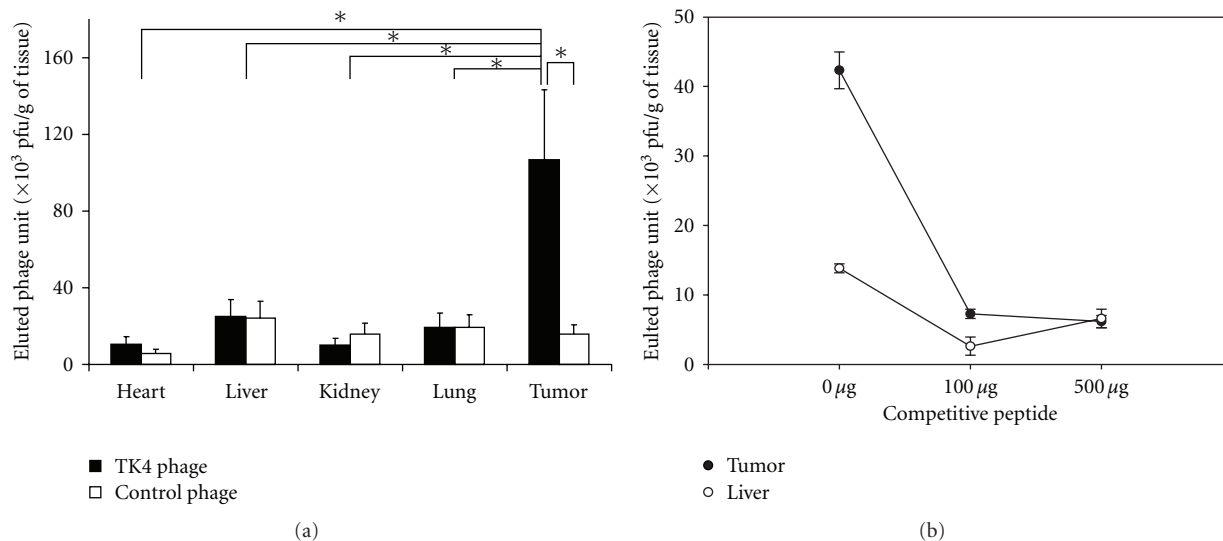 Eluted phage unit (×10³ pfu/g of tissue)
160
120
80
40
0
*
*
*
*
*
Heart Liver Kidney Lung Tumor
TK4 phage
Control phage
(a)
Eulted phage unit (×10³ pfu/g of tissue)
50
40
30
20
10
0
0 μg 100 μg 500 μg
Competitive peptide
Tumor
Liver
(b)